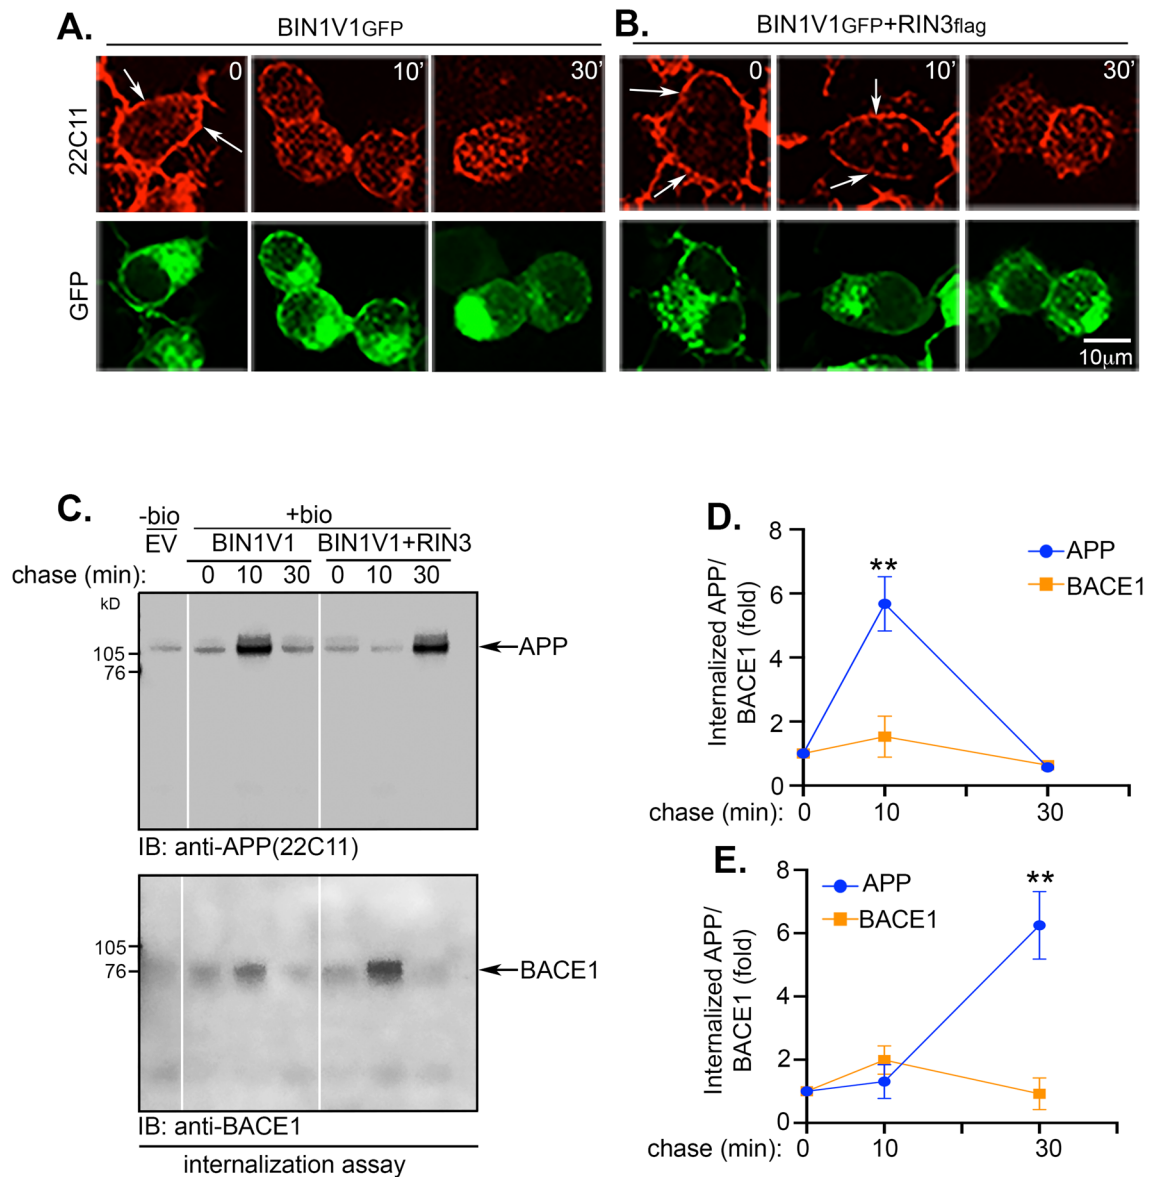 A.
BIN1V1GFP
22C11
0
10'
30'
GFP
B.
BIN1V1GFP+RIN3flag
0
10'
30'
10μm
C.
-bio
+bio
EV
BIN1V1
BIN1V1+RIN3
chase (min):
0 10 30 0 10 30
kD
105
76
APP
IB: anti-APP(22C11)
105
76
BACE1
IB: anti-BACE1
internalization assay
D.
Internalized APP/
BACE1 (fold)
8
6
4
2
0
**
APP
BACE1
chase (min): 0 10 30
E.
Internalized APP/
BACE1 (fold)
8
6
4
2
0
APP
BACE1
**
chase (min): 0 10 30